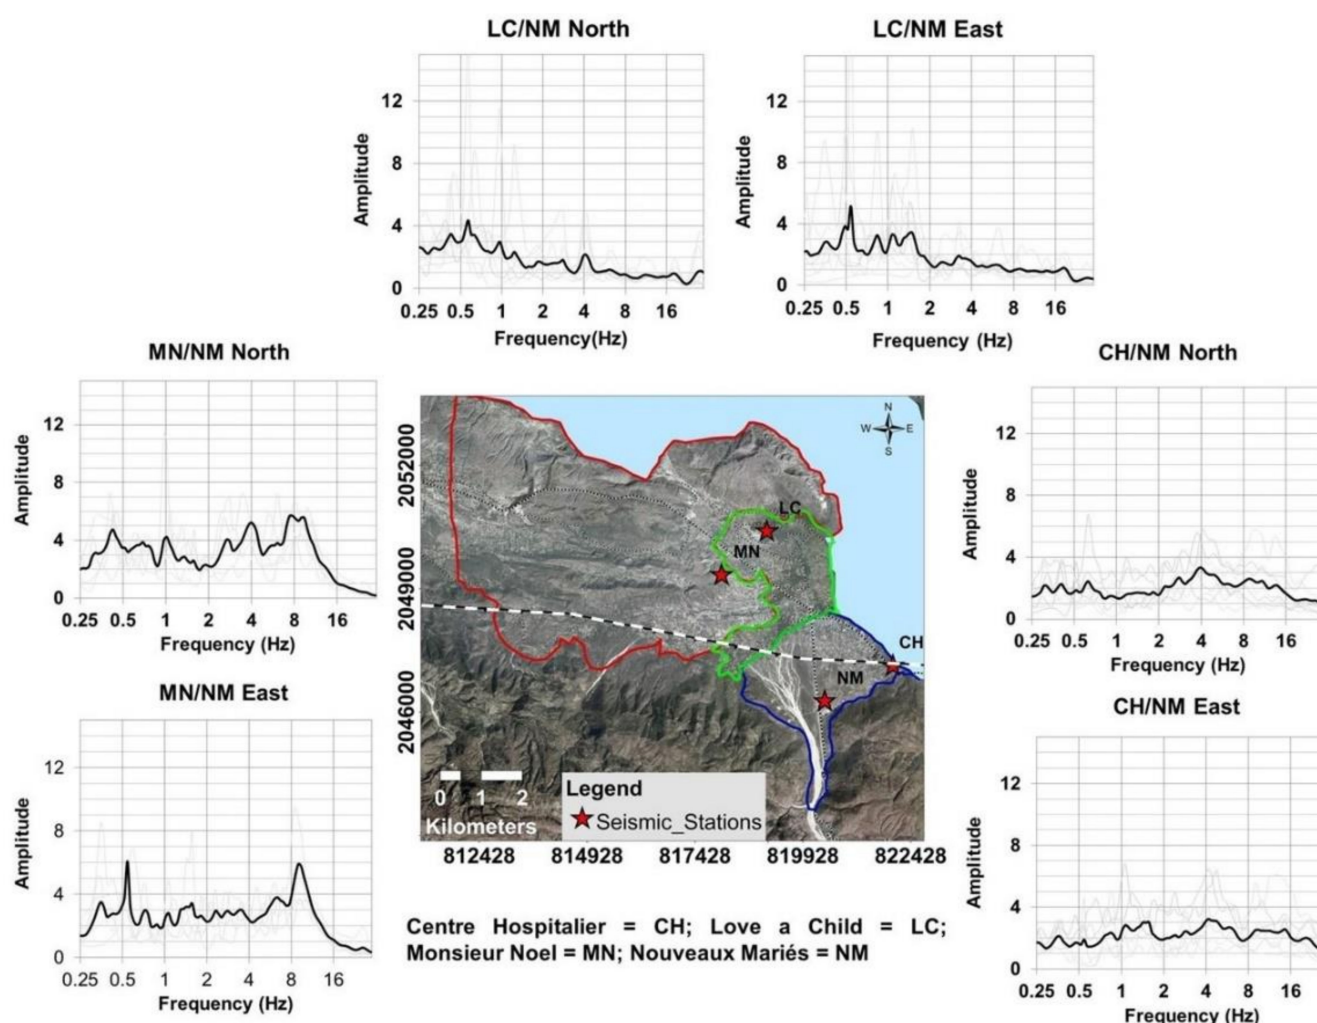 LC/NM North
LC/NM East
12
8
4
0
Amplitude
0.25 0.5 1 2 4 8 16
Frequency(Hz)
12
8
4
0
Amplitude
0.25 0.5 1 2 4 8 16
Frequency (Hz)
MN/NM North
12
8
4
0
Amplitude
0.25 0.5 1 2 4 8 16
Frequency (Hz)
CH/NM North
12
8
4
0
Amplitude
0.25 0.5 1 2 4 8 16
Frequency (Hz)
2052000
2049000
2046000
N
W E
S
LC
MN
CH
NM
0 1 2
Kilometers
Legend
Seismic_Stations
812428 814928 817428 819928 822428
MN/NM East
12
8
4
0
Amplitude
0.25 0.5 1 2 4 8 16
Frequency (Hz)
CH/NM East
12
8
4
0
Amplitude
0.25 0.5 1 2 4 8 16
Frequency (Hz)
Centre Hospitalier = CH; Love a Child = LC;
Monsieur Noel = MN; Nouveaux Mariés = NM